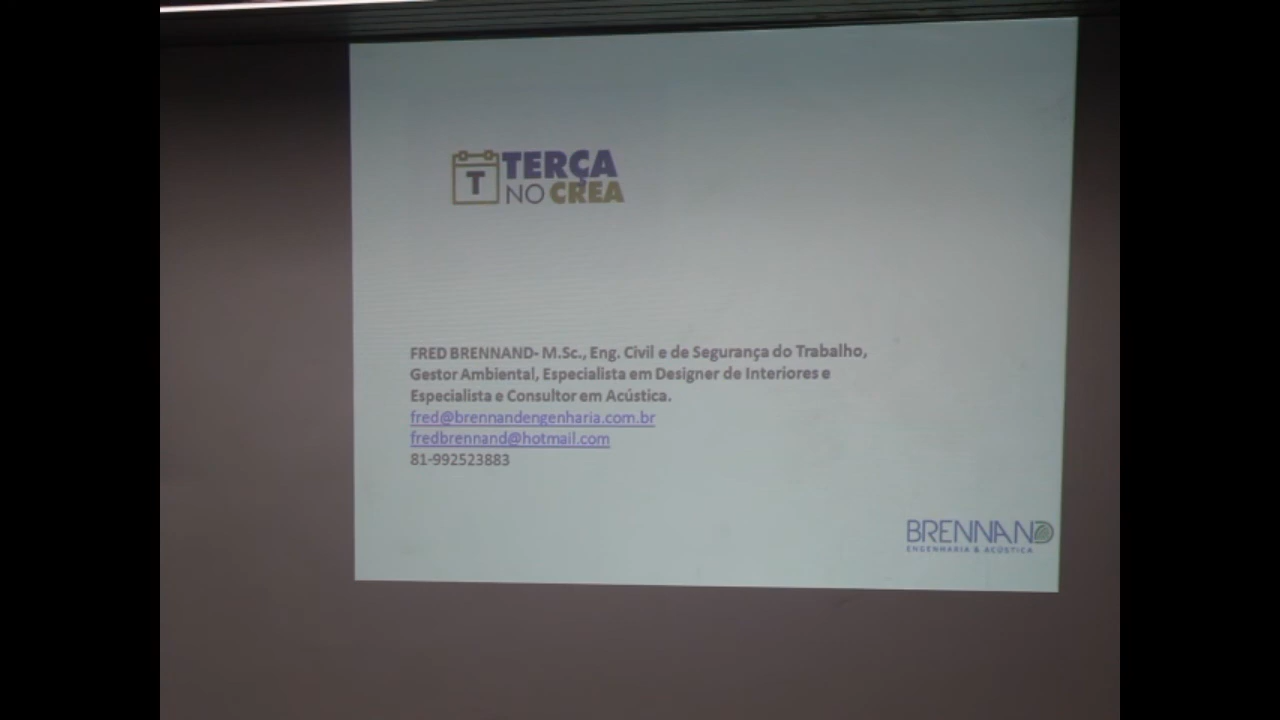 T
TERÇA
NO CREA
FRED BRENNAND- M.Sc., Eng. Civil e de Segurança do Trabalho,
Gestor Ambiental, Especialista em Designer de Interiores e
Especialista e Consultor em Acústica.
fred@brennandengenharia.com.br
fredbrennand@hotmail.com
81-992523883
BRENNAND
ENGENHARIA & ACÚSTICA